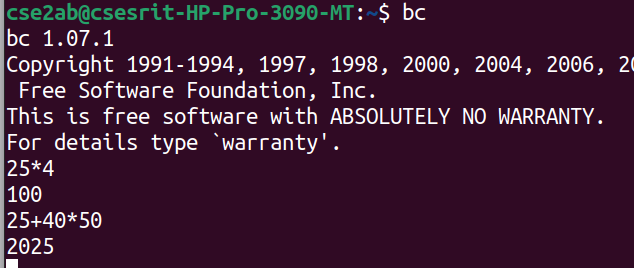 cse2ab@csesrit-HP-Pro-3090-MT:~$ bc
bc 1.07.1
Copyright 1991-1994, 1997, 1998, 2000, 2004, 2006,
 Free Software Foundation, Inc.
This is free software with ABSOLUTELY NO WARRANTY.
For details type `warranty'.
25*4
100
25+40*50
2025